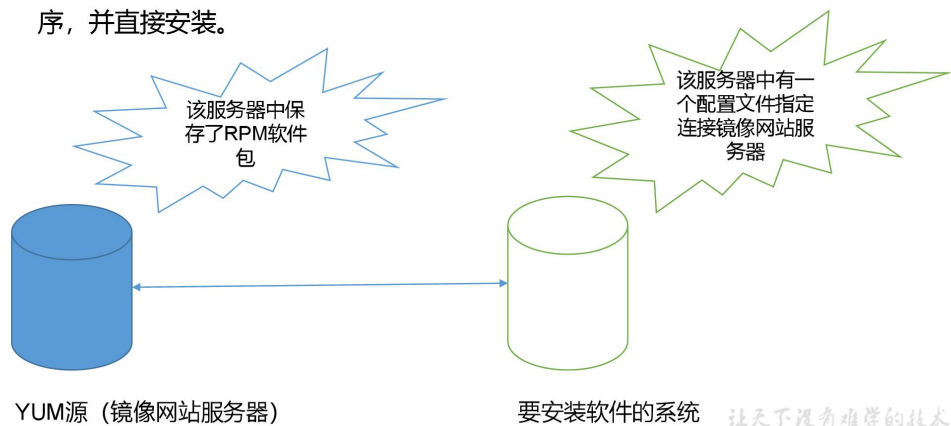 序，并直接安装。
该服务器中保
存了RPM软件
包
该服务器中有一
个配置文件指定
连接镜像网站服
务器
YUM源（镜像网站服务器）
要安装软件的系统
让天下没有难学的技术